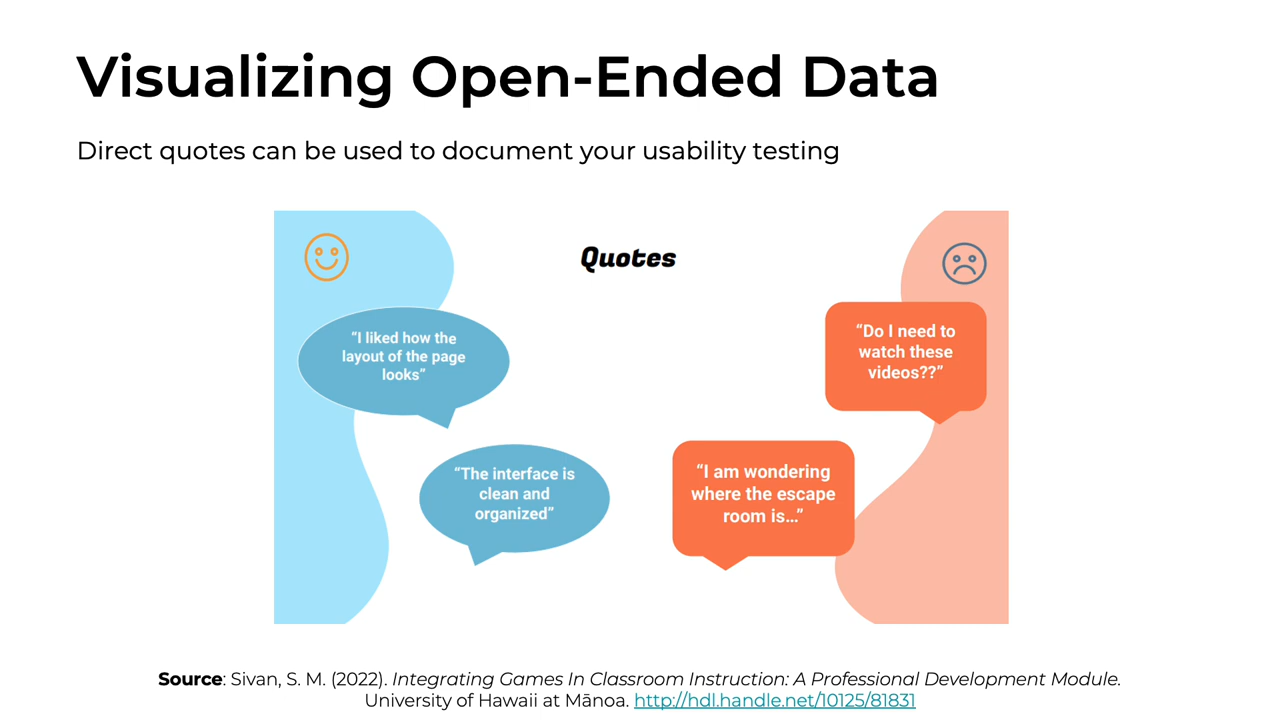 Visualizing Open-Ended Data
Direct quotes can be used to document your usability testing
Quotes
“I liked how the
layout of the page
looks”
“The interface is
clean and
organized”
“Do I need to
watch these
videos??”
“I am wondering
where the escape
room is…”
Source: Sivan, S. M. (2022). Integrating Games In Classroom Instruction: A Professional Development Module.
University of Hawaii at Mānoa. http://hdl.handle.net/10125/81831